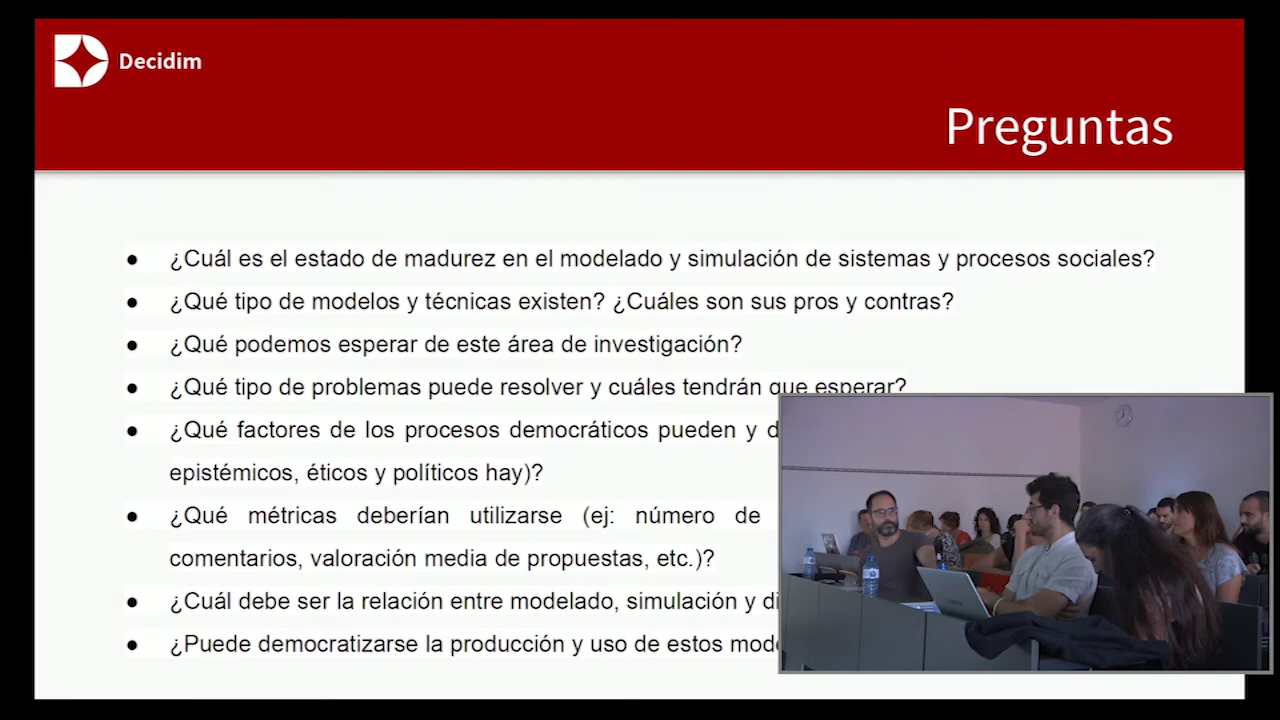 Decidim
Preguntas
● ¿Cuál es el estado de madurez en el modelado y simulación de sistemas y procesos sociales?
● ¿Qué tipo de modelos y técnicas existen? ¿Cuáles son sus pros y contras?
● ¿Qué podemos esperar de este área de investigación?
● ¿Qué tipo de problemas puede resolver y cuáles tendrán que esperar?
● ¿Qué factores de los procesos democráticos pueden y
epistémicos, éticos y políticos hay)?
● ¿Qué métricas deberían utilizarse (ej: número de
comentarios, valoración media de propuestas, etc.)?
● ¿Cuál debe ser la relación entre modelado, simulación y
● ¿Puede democratizarse la producción y uso de estos